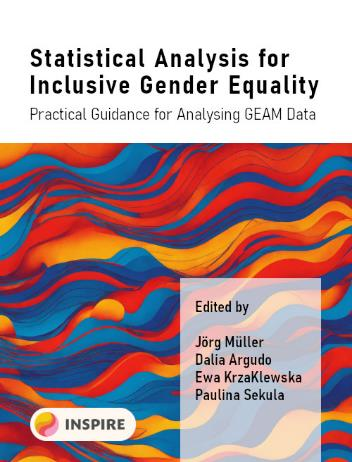 Statistical Analysis for
Inclusive Gender Equality
Practical Guidance for Analysing GEAM Data
Edited by
Jörg Müller
Dalia Argudo
Ewa KrzaKlewska
Paulina Sekula
INSPIRE